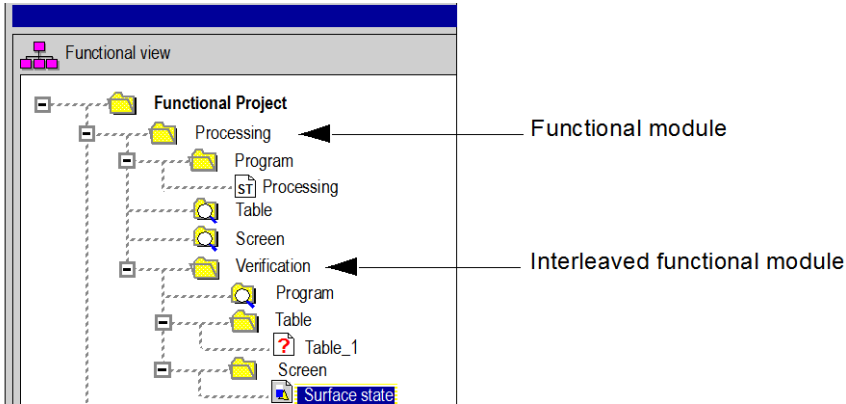 Functional view
Functional Project
Processing
Functional module
Program
ST Processing
Table
Screen
Verification
Interleaved functional module
Program
Table
? Table_1
Screen
Surface state